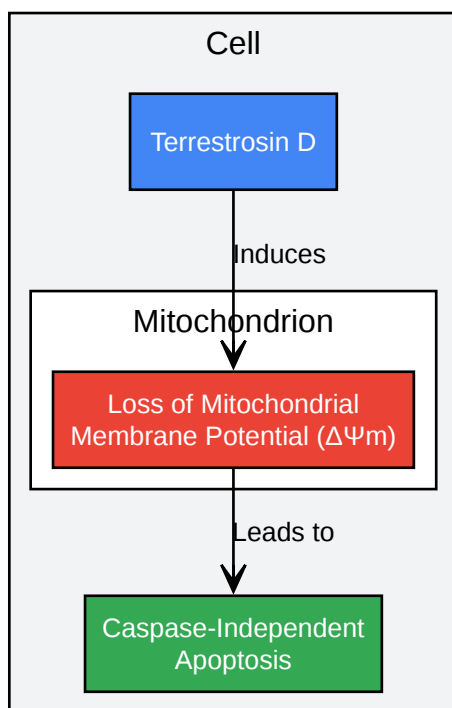 Cell
Terrestrosin D
Induces
Mitochondrion
Loss of Mitochondrial
Membrane Potential (ΔΨm)
Leads to
Caspase-Independent
Apoptosis